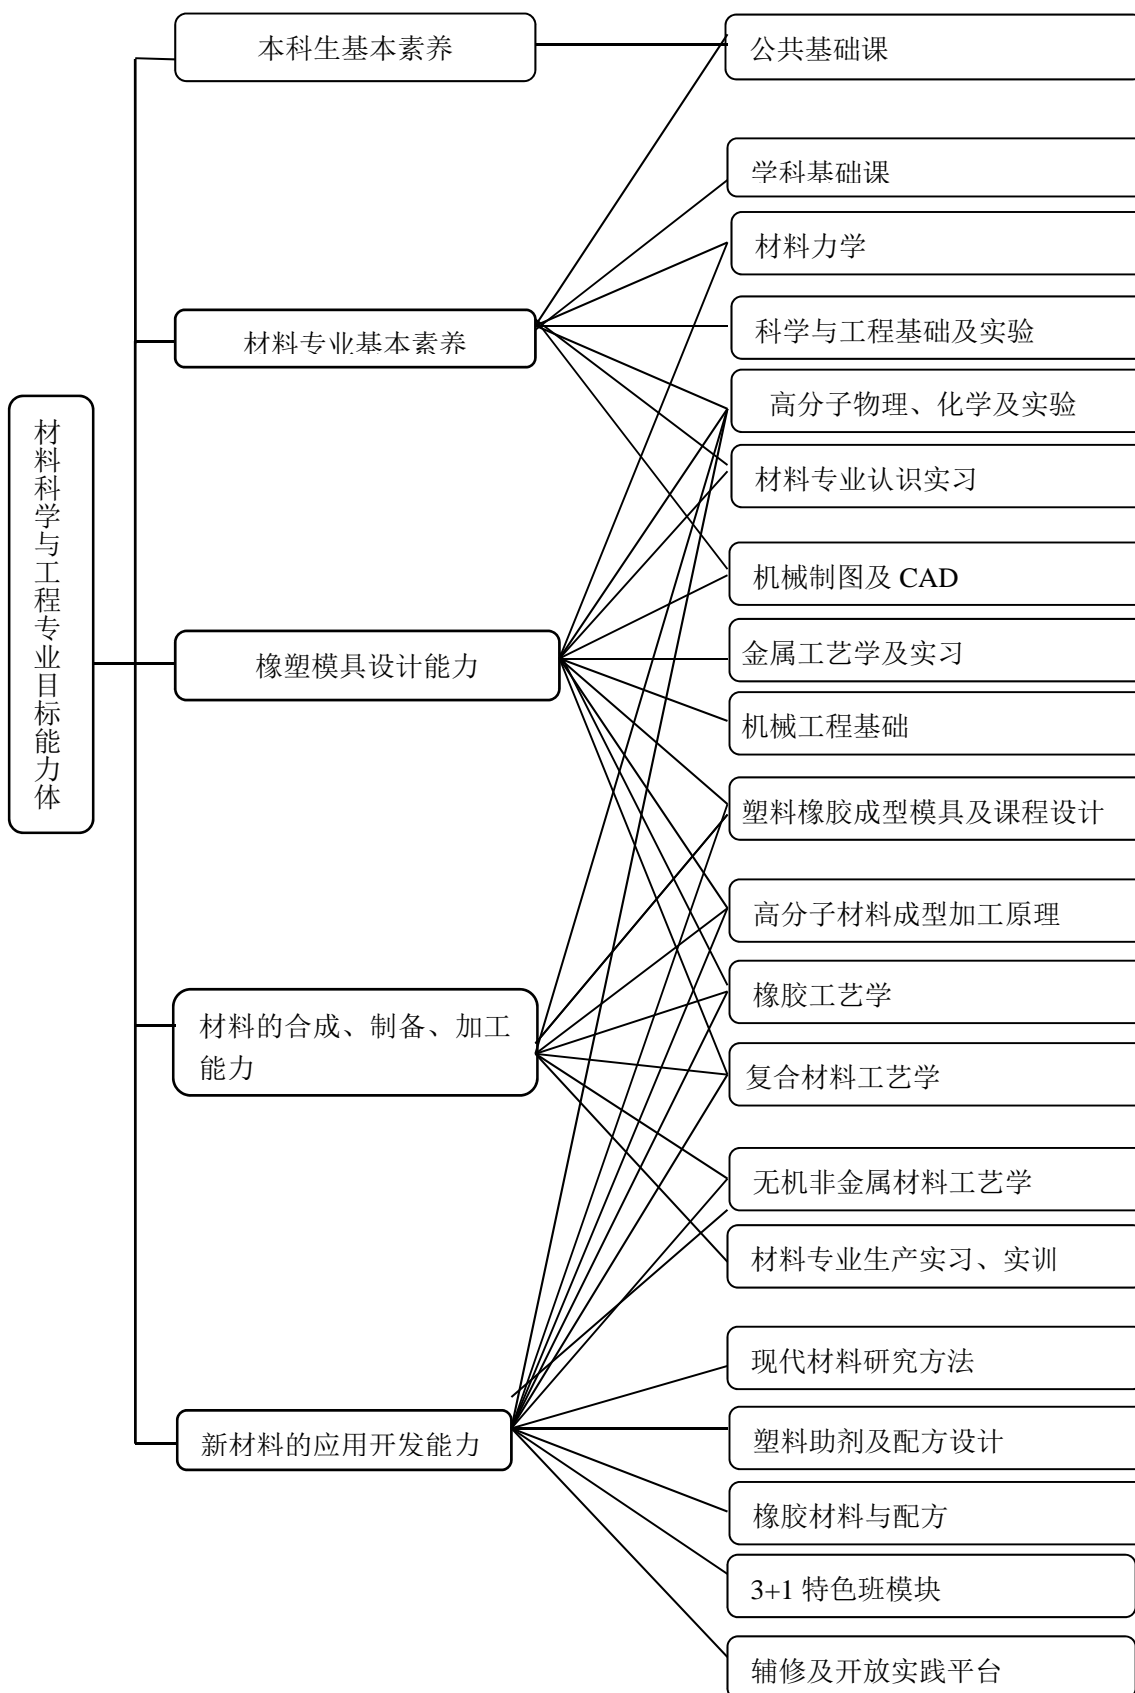 材料科学与工程专业目标能力体
本科生基本素养
材料专业基本素养
橡塑模具设计能力
材料的合成、制备、加工
能力
新材料的应用开发能力
公共基础课
学科基础课
材料力学
科学与工程基础及实验
高分子物理、化学及实验
材料专业认识实习
机械制图及 CAD
金属工艺学及实习
机械工程基础
塑料橡胶成型模具及课程设计
高分子材料成型加工原理
橡胶工艺学
复合材料工艺学
无机非金属材料工艺学
材料专业生产实习、实训
现代材料研究方法
塑料助剂及配方设计
橡胶材料与配方
3+1 特色班模块
辅修及开放实践平台